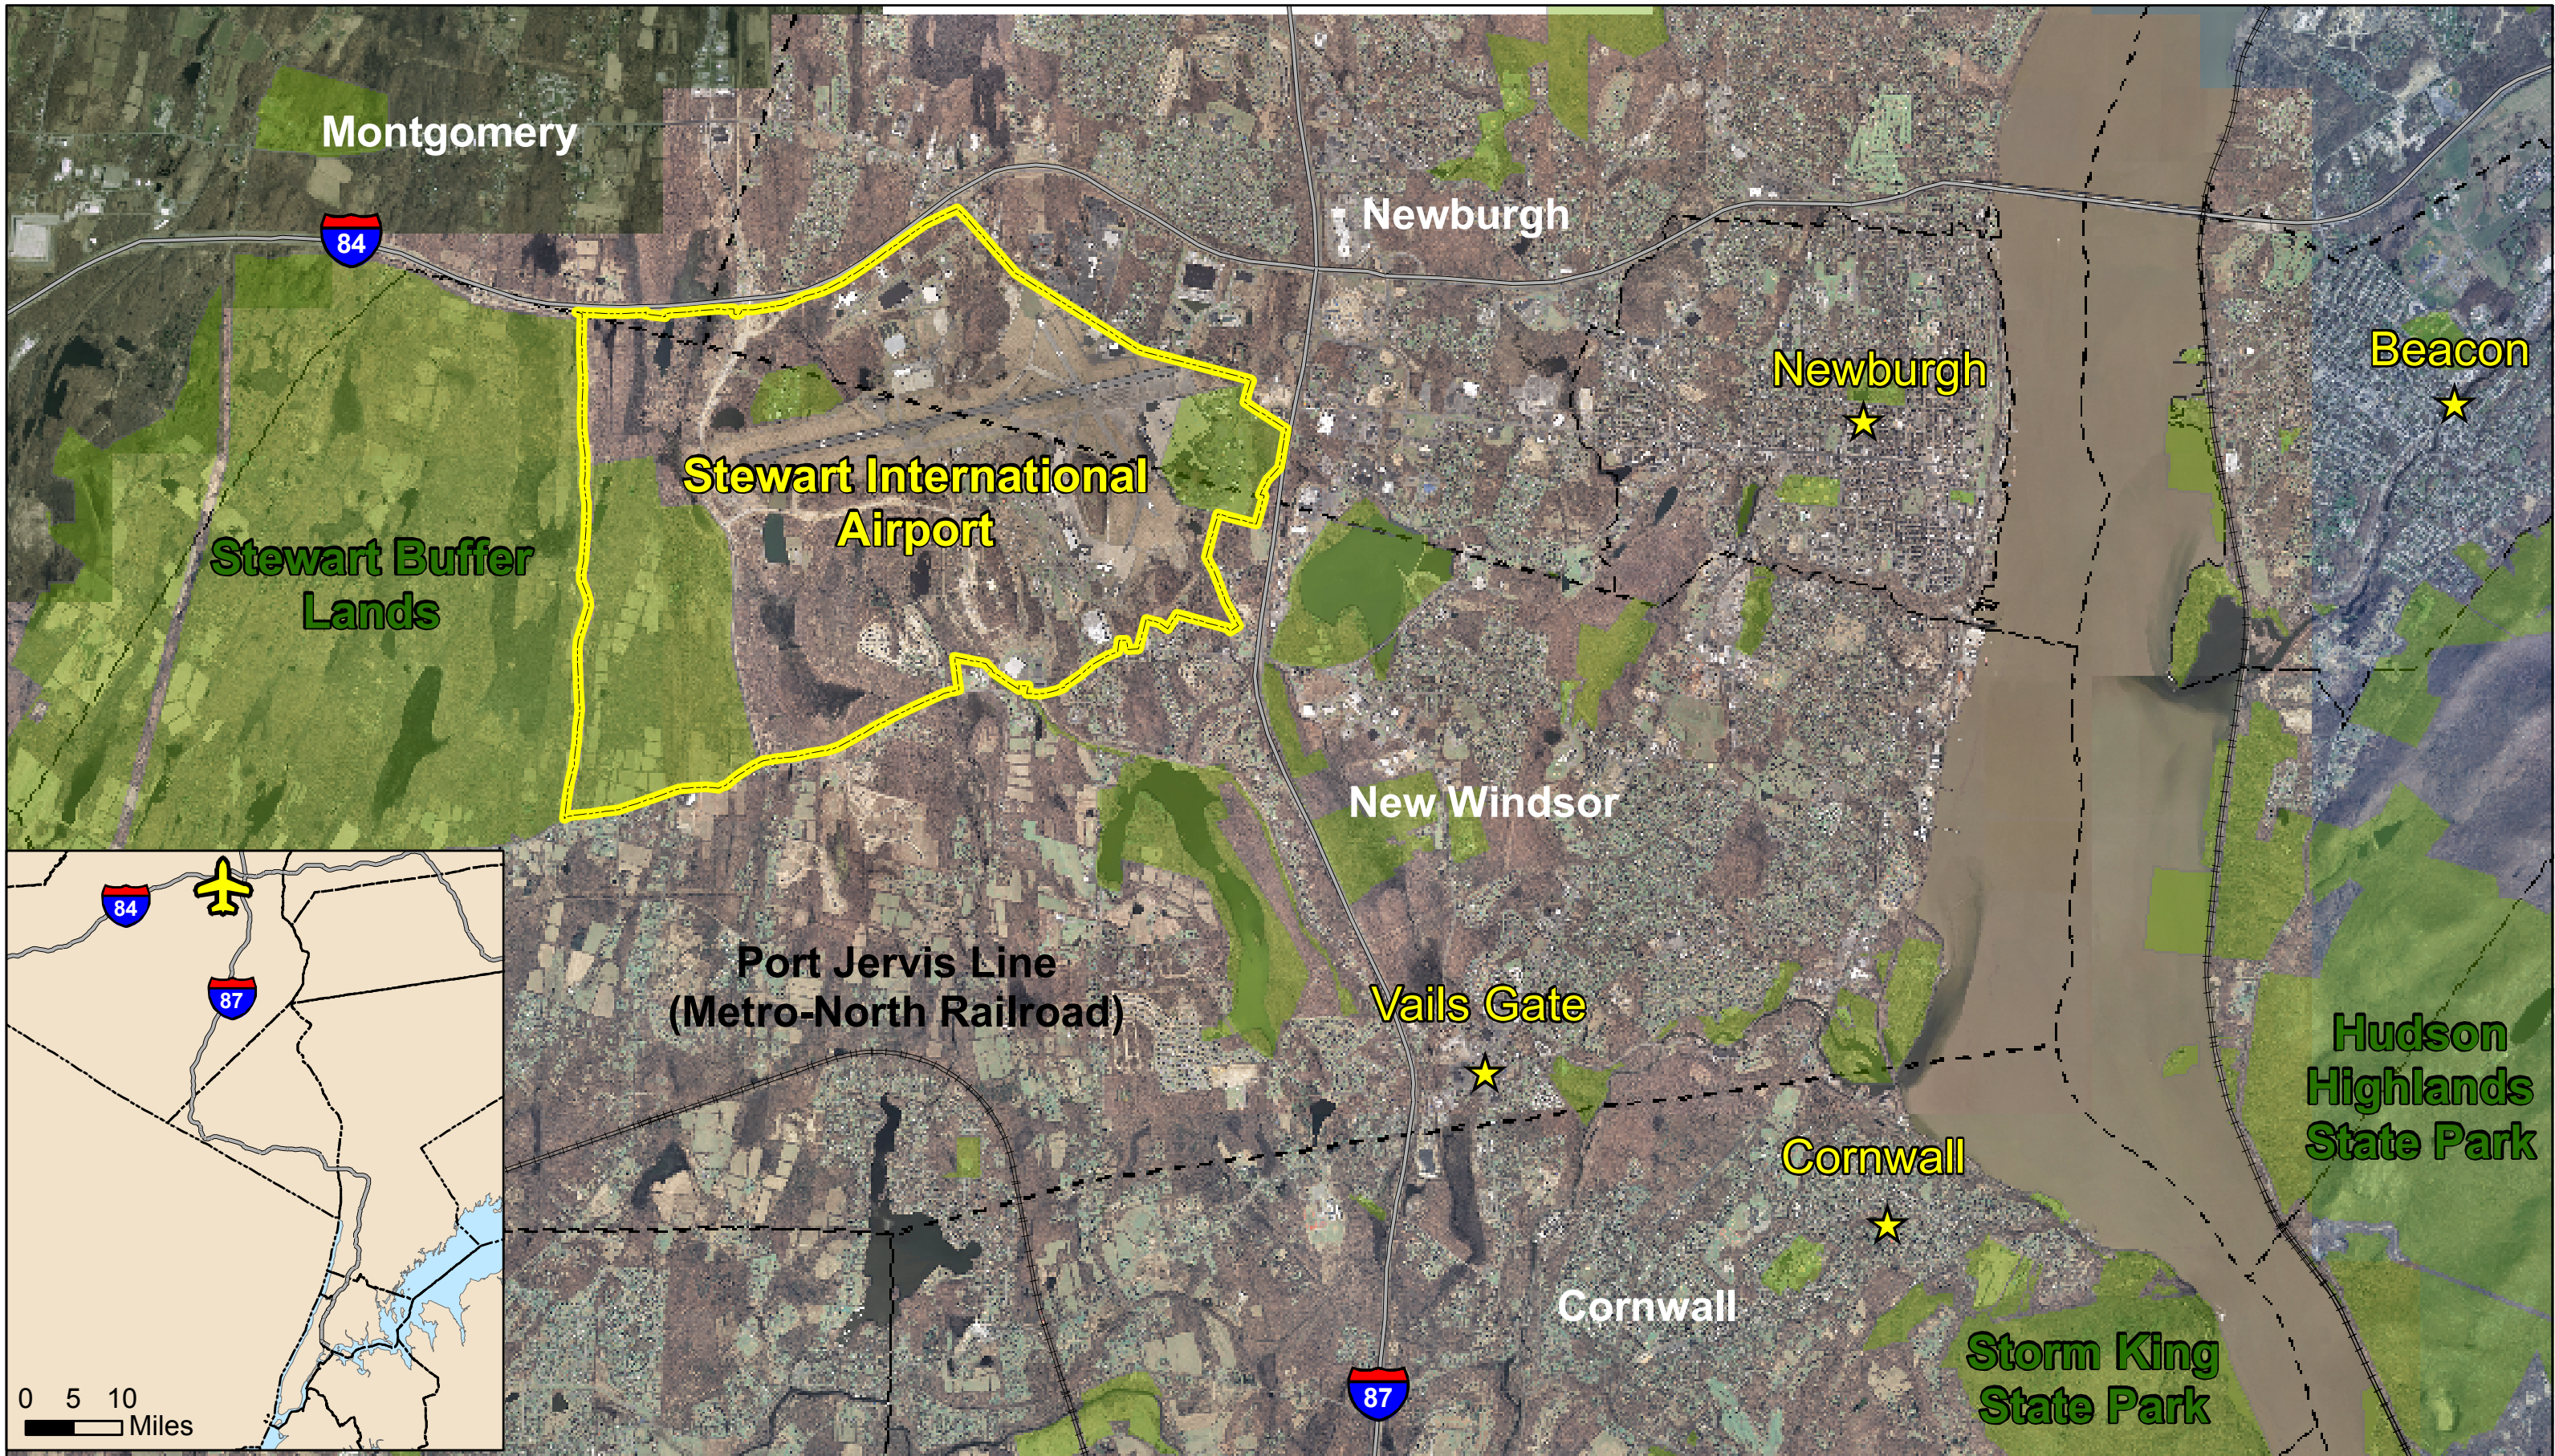 Montgomery
84
Newburgh
Newburgh
Beacon
Stewart International
Airport
Stewart Buffer
Lands
New Windsor
84
87
Port Jervis Line
(Metro-North Railroad)
Vails Gate
Hudson
Highlands
State Park
Cornwall
Cornwall
Storm King
State Park
87
0 5 10
Miles